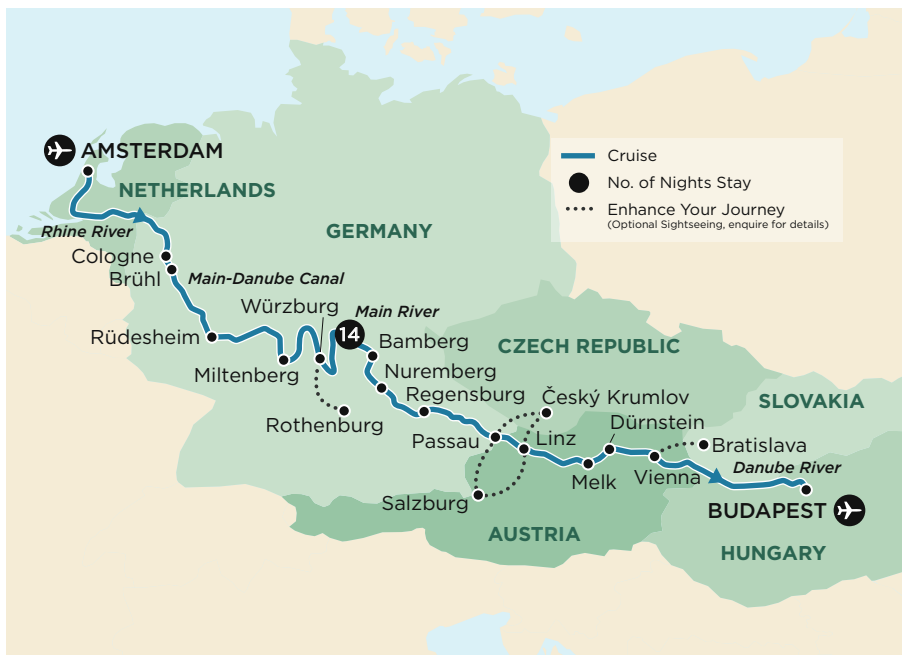 AMSTERDAM
NETHERLANDS
Cruise
No. of Nights Stay
Enhance Your Journey
(Optional Sightseeing, enquire for details)
Rhine River
GERMANY
Cologne
Brühl
Main-Danube Canal
Würzburg
Main River
14
Rüdesheim
Bamberg
CZECH REPUBLIC
Miltenberg
Nuremberg
Regensburg
Český Krumlov
SLOVAKIA
Rothenburg
Dürnstein
Passau
Linz
Bratislava
Melk
Vienna
Danube River
Salzburg
BUDAPEST
AUSTRIA
HUNGARY